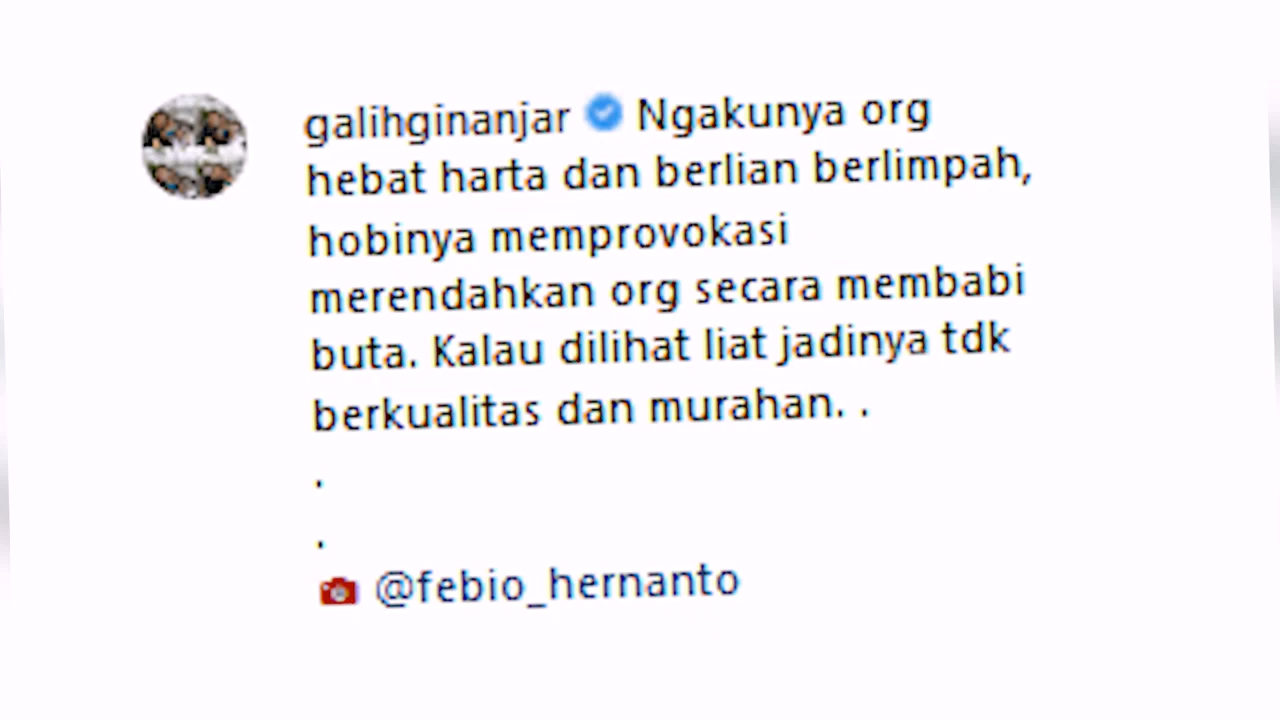 galihginanjar Ngakunya org
hebat harta dan berlian berlimpah,
hobinya memprovokasi
merendahkan org secara membabi
buta. Kalau dilihat liat jadinya tdk
berkualitas dan murahan. .
.
.
@febio_hernanto